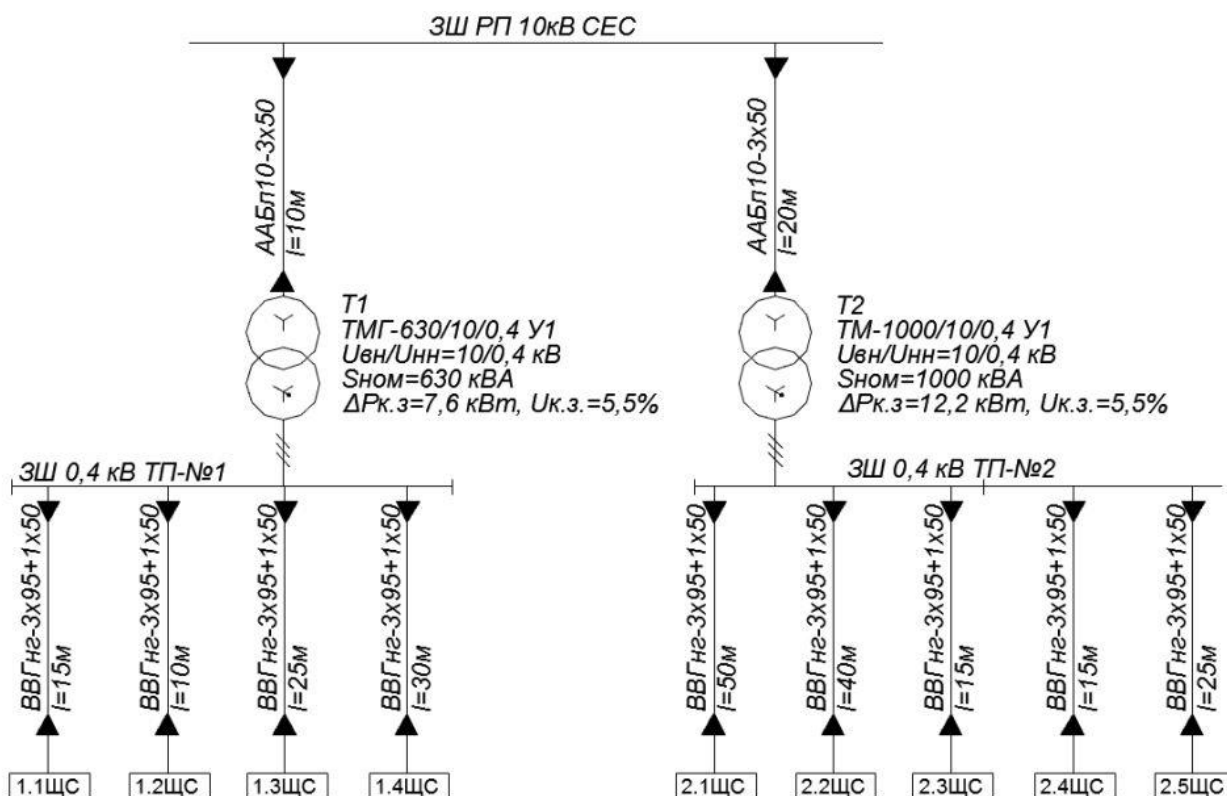 ЗШ РП 10кВ СЕС
ААБл10-3х50
l=10м
ААБл10-3х50
l=20м
Т1
ТМГ-630/10/0,4 У1
Uвн/Uнн=10/0,4 кВ
Sном=630 кВА
ΔРк.з=7,6 кВт, Uк.з.=5,5%
Т2
ТМ-1000/10/0,4 У1
Uвн/Uнн=10/0,4 кВ
Sном=1000 кВА
ΔРк.з=12,2 кВт, Uк.з.=5,5%
ЗШ 0,4 кВ ТП-№1
ЗШ 0,4 кВ ТП-№2
ВВГнг-3х95+1х50
l=15м
ВВГнг-3х95+1х50
l=10м
ВВГнг-3х95+1х50
l=25м
ВВГнг-3х95+1х50
l=30м
ВВГнг-3х95+1х50
l=50м
ВВГнг-3х95+1х50
l=40м
ВВГнг-3х95+1х50
l=15м
ВВГнг-3х95+1х50
l=15м
ВВГнг-3х95+1х50
l=25м
1.1ЩС
1.2ЩС
1.3ЩС
1.4ЩС
2.1ЩС
2.2ЩС
2.3ЩС
2.4ЩС
2.5ЩС